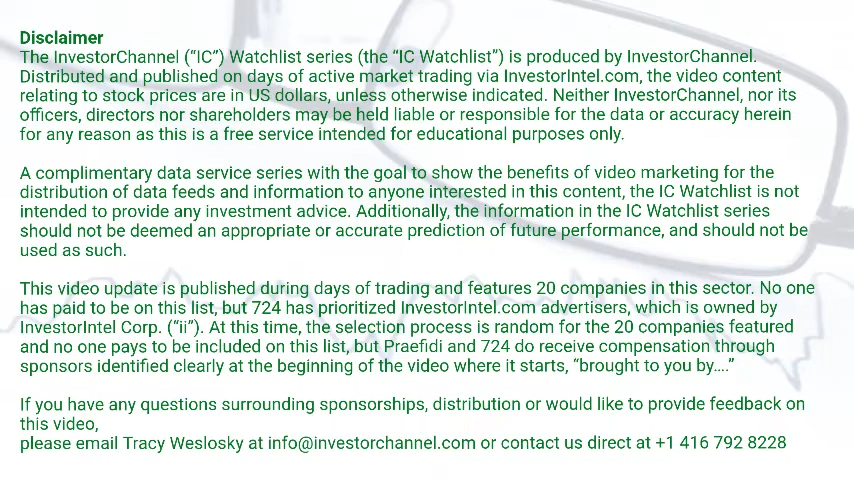 Disclaimer
The InvestorChannel (“IC”) Watchlist series (the “IC Watchlist”) is produced by InvestorChannel.
Distributed and published on days of active market trading via InvestorIntel.com, the video content
relating to stock prices are in US dollars, unless otherwise indicated. Neither InvestorChannel, nor its
officers, directors nor shareholders may be held liable or responsible for the data or accuracy herein
for any reason as this is a free service intended for educational purposes only.
A complimentary data service series with the goal to show the benefits of video marketing for the
distribution of data feeds and information to anyone interested in this content, the IC Watchlist is not
intended to provide any investment advice. Additionally, the information in the IC Watchlist series
should not be deemed an appropriate or accurate prediction of future performance, and should not be
used as such.
This video update is published during days of trading and features 20 companies in this sector. No one
has paid to be on this list, but 724 has prioritized InvestorIntel.com advertisers, which is owned by
InvestorIntel Corp. (“ii”). At this time, the selection process is random for the 20 companies featured
and no one pays to be included on this list, but Praefidi and 724 do receive compensation through
sponsors identified clearly at the beginning of the video where it starts, “brought to you by....”
If you have any questions surrounding sponsorships, distribution or would like to provide feedback on
this video,
please email Tracy Weslosky at info@investorchannel.com or contact us direct at +1 416 792 8228